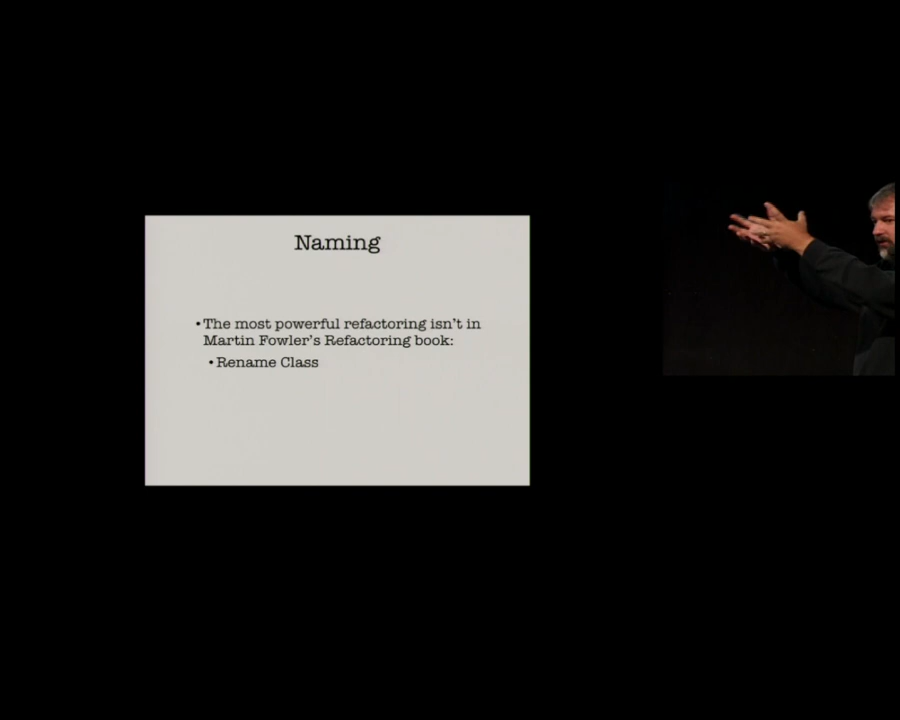 Naming
•The most powerful refactoring isn't in
Martin Fowler's Refactoring book:
•Rename Class